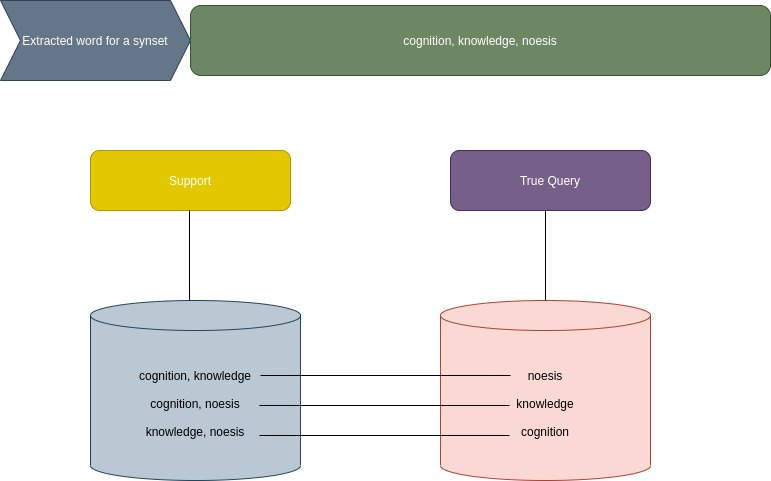 Extracted word for a synset
cognition, knowledge, noesis
Support
True Query
cognition, knowledge
noesis
cognition, noesis
knowledge
knowledge, noesis
cognition